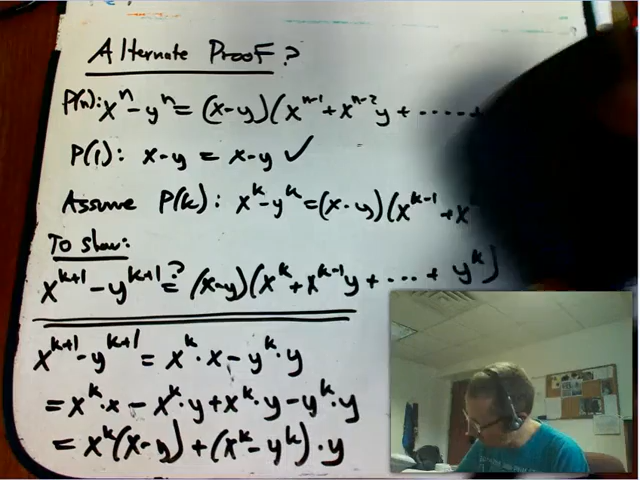 Alternate Proof?
P(n): xⁿ - yⁿ = (x-y)(xⁿ⁻¹ + xⁿ⁻²y + ..... +
P(1): x-y = x-y ✓
Assume P(k): xᵏ - yᵏ = (x-y)(xᵏ⁻¹ + x
To show:
xᵏ⁺¹ - yᵏ⁺¹ ≟ (x-y)(xᵏ + xᵏ⁻¹y + ... + yᵏ)
xᵏ⁺¹ - yᵏ⁺¹ = xᵏ·x - yᵏ·y
= xᵏ·x - xᵏ·y + xᵏ·y - yᵏ·y
= xᵏ(x-y) + (xᵏ - yᵏ)·y